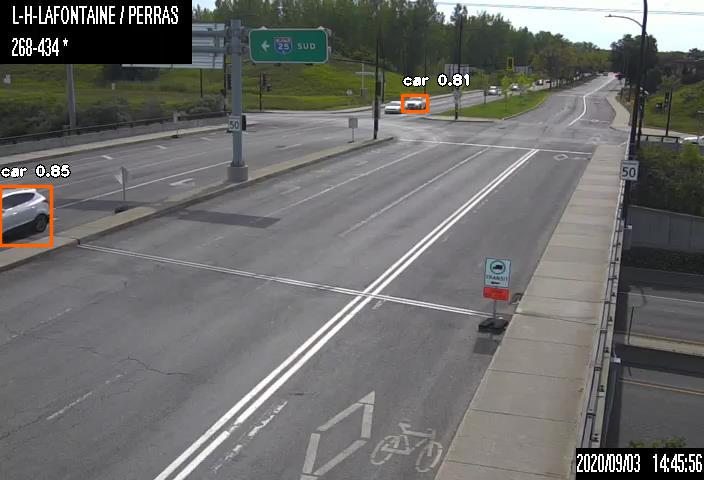 L-H-LAFONTAINE / PERRAS
268-434 *
25 SUD
car 0.81
50
car 0.85
50
TRANSIT
2020/09/03 14:45:56